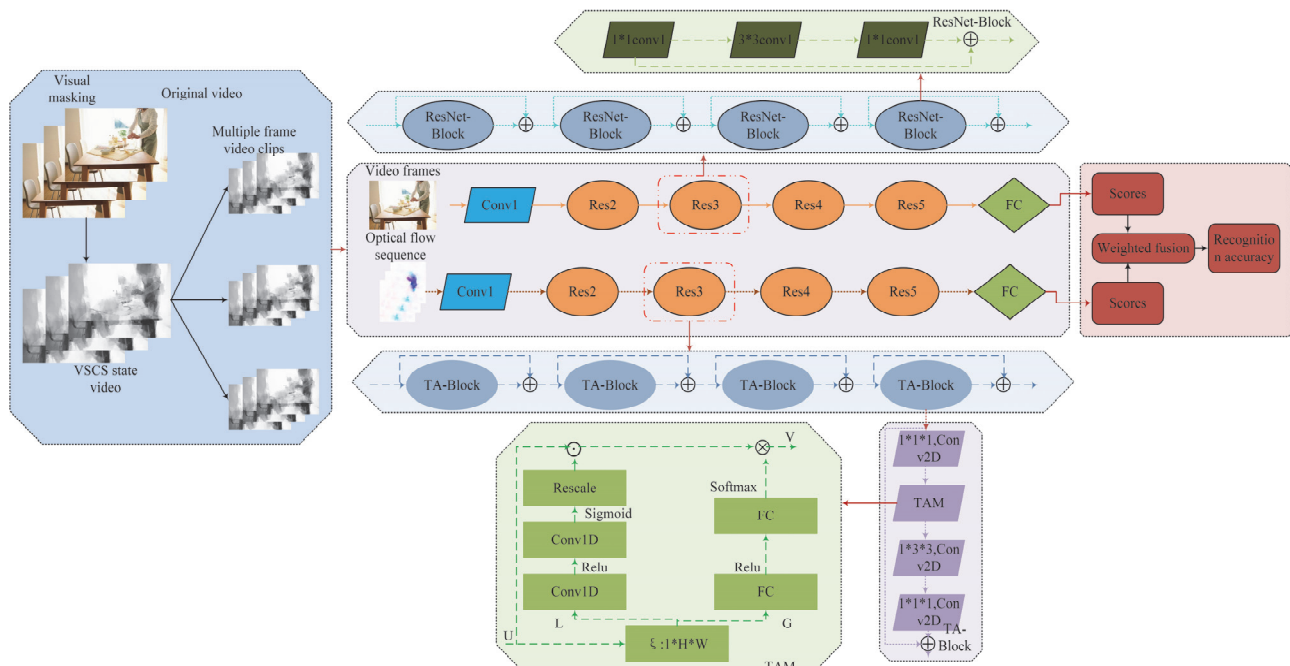 1*1conv1
3*3conv1
1*1conv1
ResNet-Block
Visual
masking
Original video
Multiple frame
video clips
VSCS state
video
ResNet-
Block
ResNet-
Block
ResNet-
Block
ResNet-
Block
Video frames
Conv1
Res2
Res3
Res4
Res5
FC
Optical flow
sequence
Conv1
Res2
Res3
Res4
Res5
FC
Scores
Weighted fusion
Recognitio
n accuracy
Scores
TA-Block
TA-Block
TA-Block
TA-Block
V
Rescale
Softmax
Sigmoid
FC
Conv1D
Relu
Relu
Conv1D
FC
L
G
U
ξ:1*H*W
TAM
1*1*1,Con
v2D
TAM
1*3*3,Con
v2D
1*1*1,Con
v2D
TA-
Block